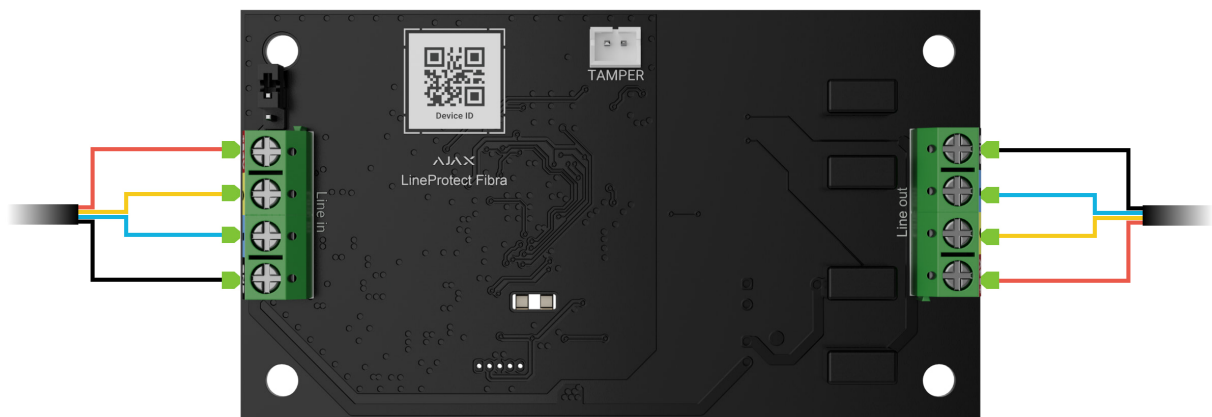 TAMPER
Device ID
AJAX
LineProtect Fibra
Line in
Line out